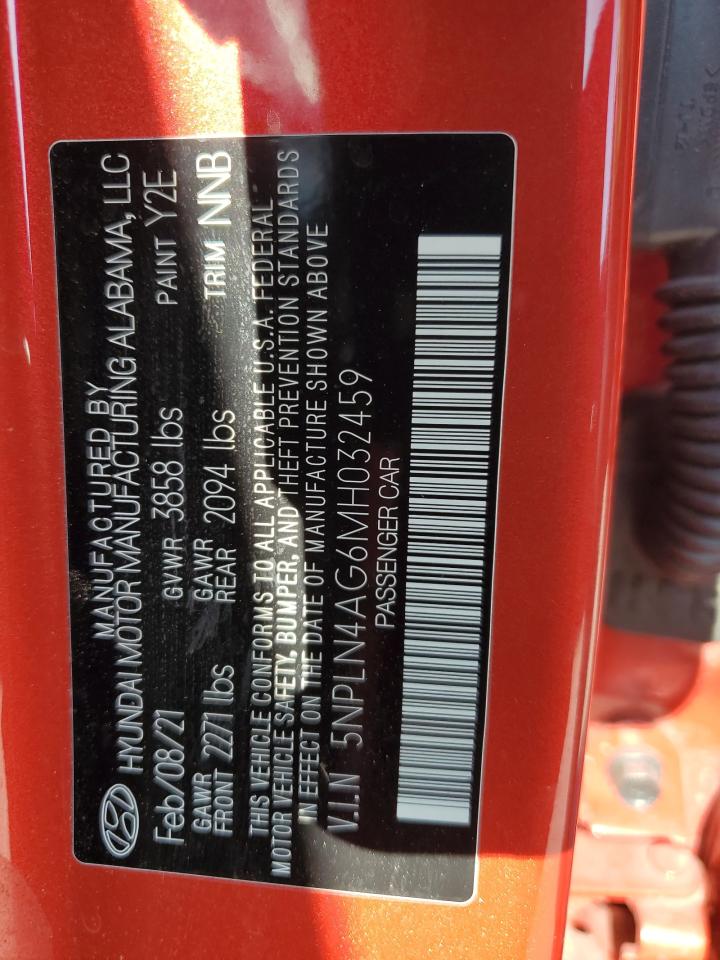 MANUFACTURED BY
HYUNDAI MOTOR MANUFACTURING ALABAMA, LLC
Feb/08/21 GVWR 3858 lbs PAINT Y2E
GAWR FRONT 2271 lbs GAWR REAR 2094 lbs TRIM NNB
THIS VEHICLE CONFORMS TO ALL APPLICABLE U.S.A. FEDERAL
MOTOR VEHICLE SAFETY, BUMPER, AND THEFT PREVENTION STANDARDS
IN EFFECT ON THE DATE OF MANUFACTURE SHOWN ABOVE
V.I.N 5NPLN4AG6MH032459
PASSENGER CAR